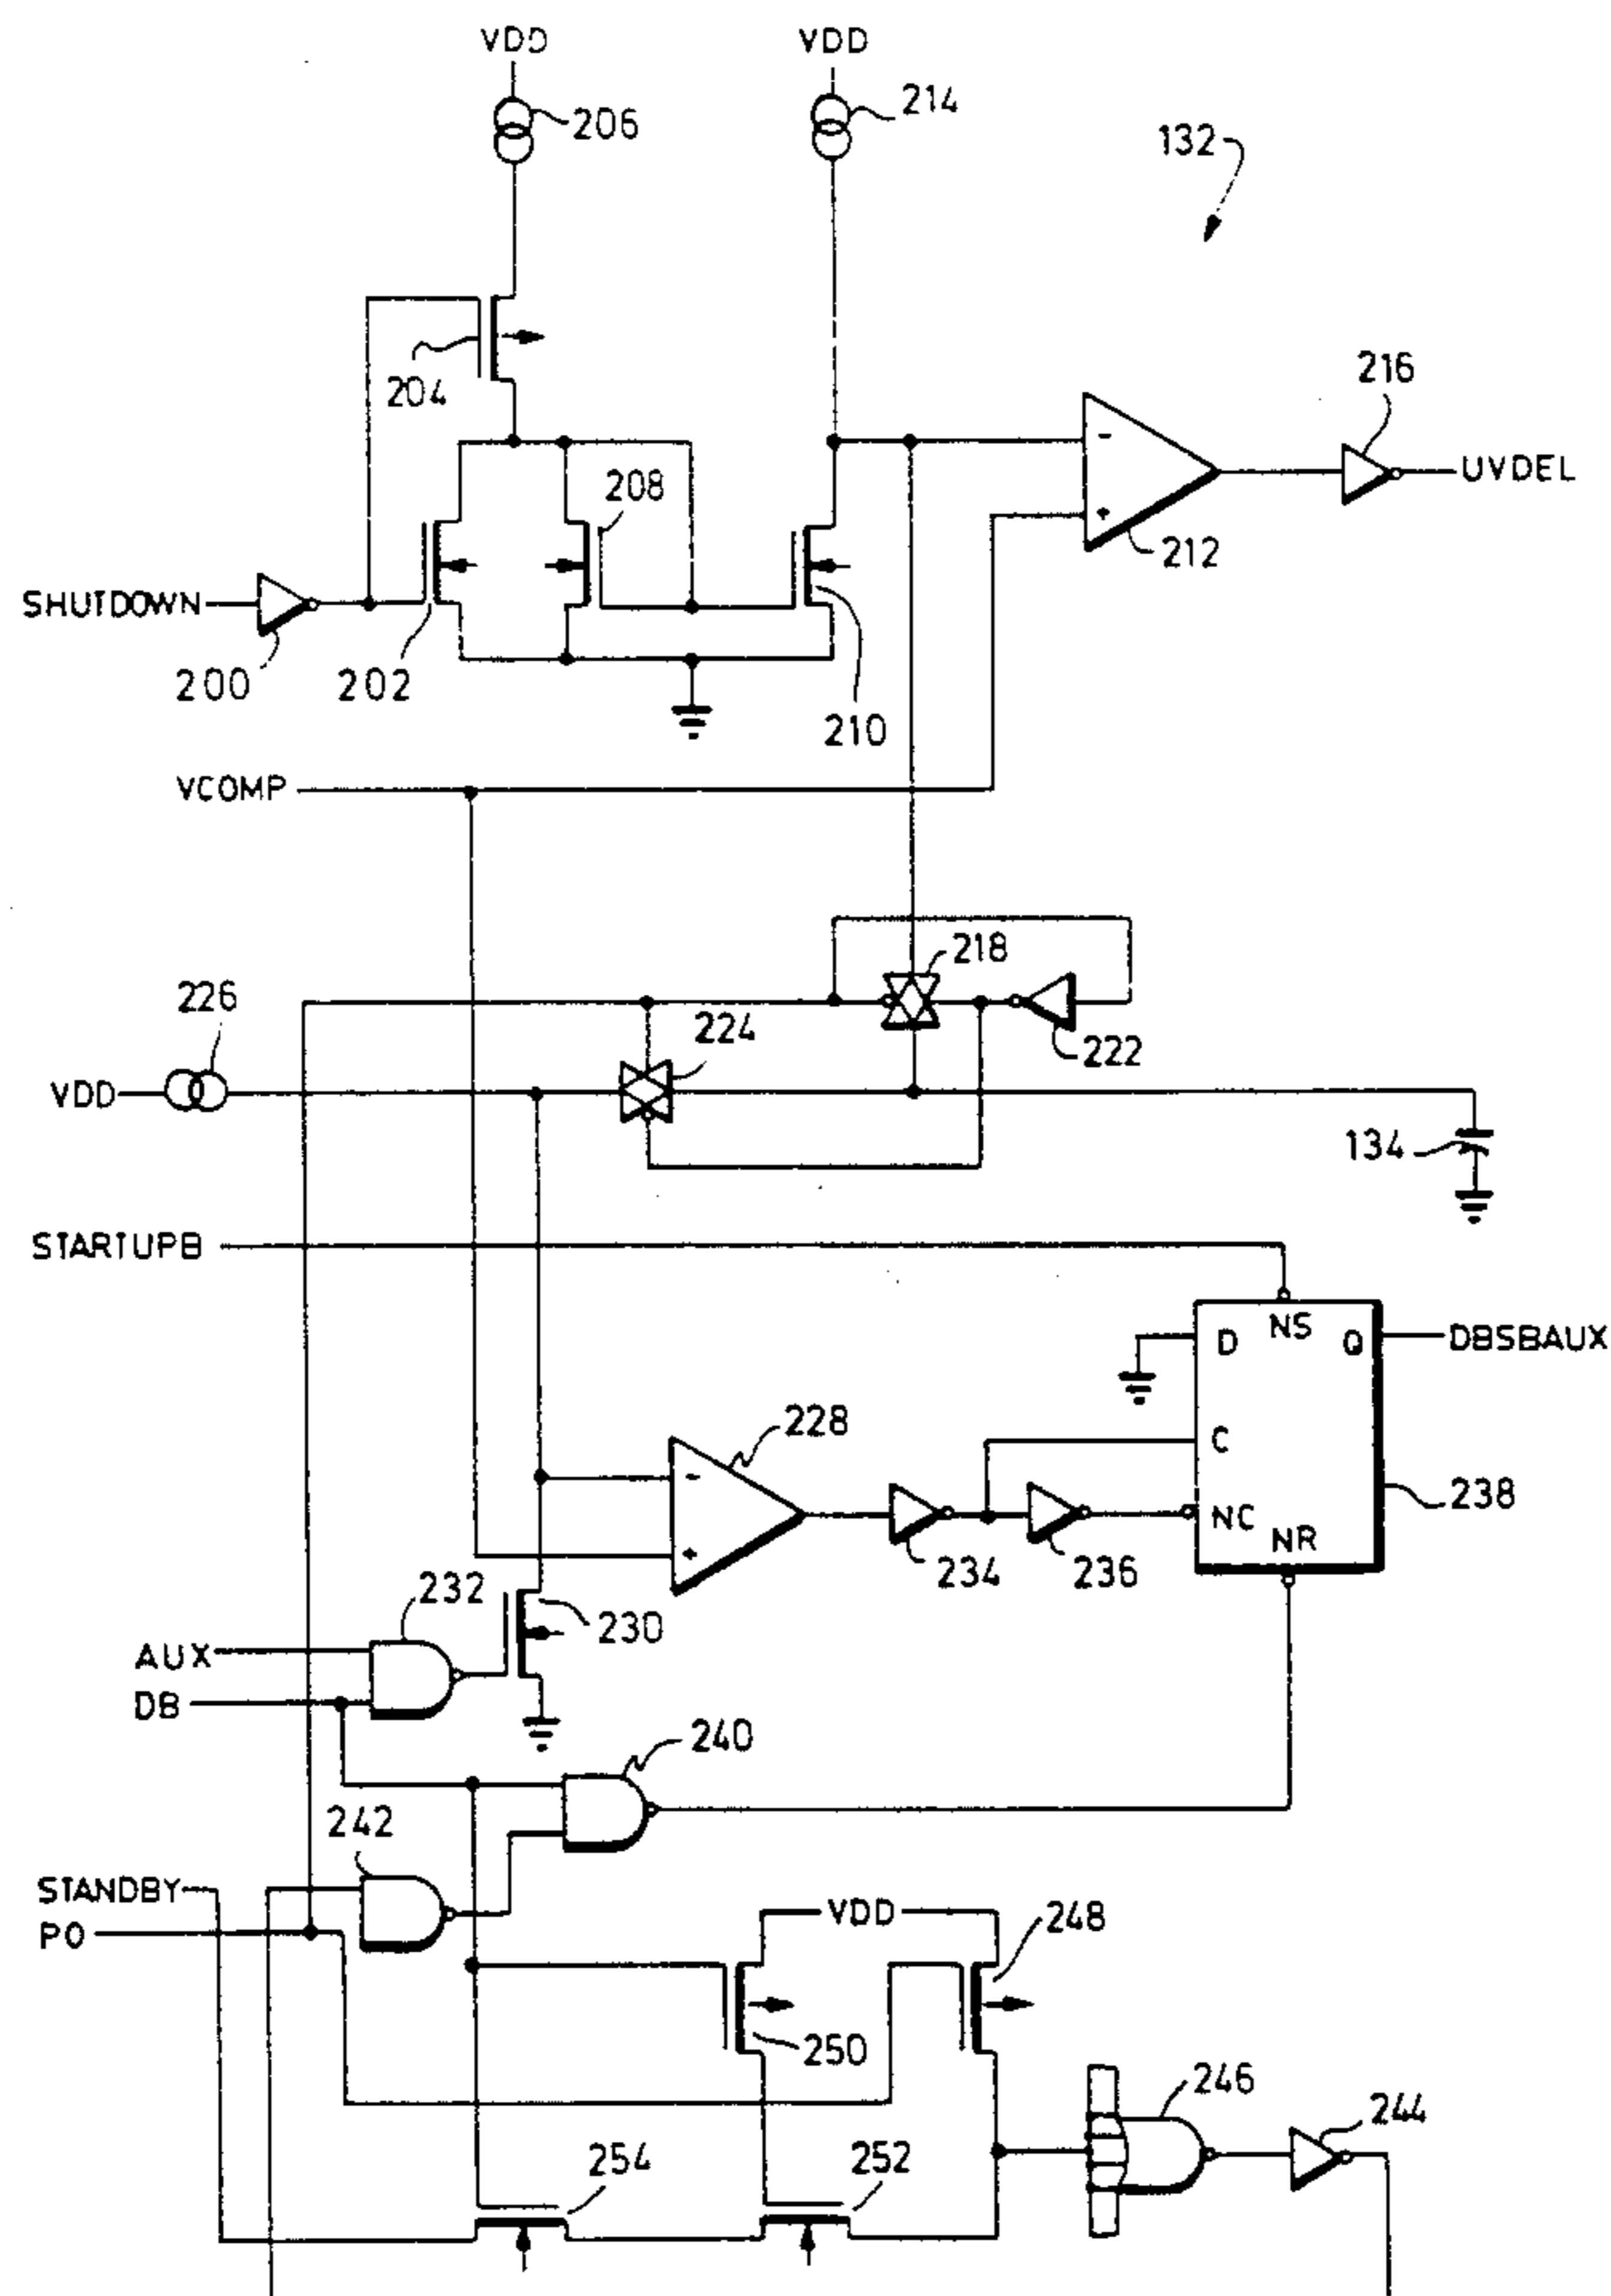 VDD
VDD
206
214
132
204
216
208
UVDEL
212
SHUTDOWN
200
202
210
VCOMP
218
226
224
222
VDD
134
STARTUPB
NS
D
Q
DBSBAUX
228
C
238
NC
NR
232
234
236
230
AUX
DB
240
242
STANDBY
VDD
248
PO
250
246
244
254
252